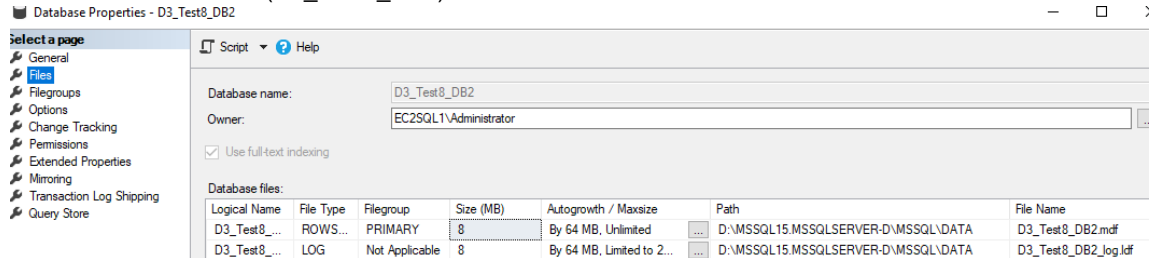 Database Properties - D3_Test8_DB2
Select a page
General
Files
Filegroups
Options
Change Tracking
Permissions
Extended Properties
Mirroring
Transaction Log Shipping
Query Store
Script Help
Database name: D3_Test8_DB2
Owner: EC2SQL1\Administrator ...
Use full-text indexing
Database files:
Logical Name File Type Filegroup Size (MB) Autogrowth / Maxsize Path File Name
D3_Test8_... ROWS... PRIMARY 8 By 64 MB, Unlimited ... D:\MSSQL15.MSSQLSERVER-D\MSSQL\DATA D3_Test8_DB2.mdf
D3_Test8_... LOG Not Applicable 8 By 64 MB, Limited to 2... ... D:\MSSQL15.MSSQLSERVER-D\MSSQL\DATA D3_Test8_DB2_log.ldf